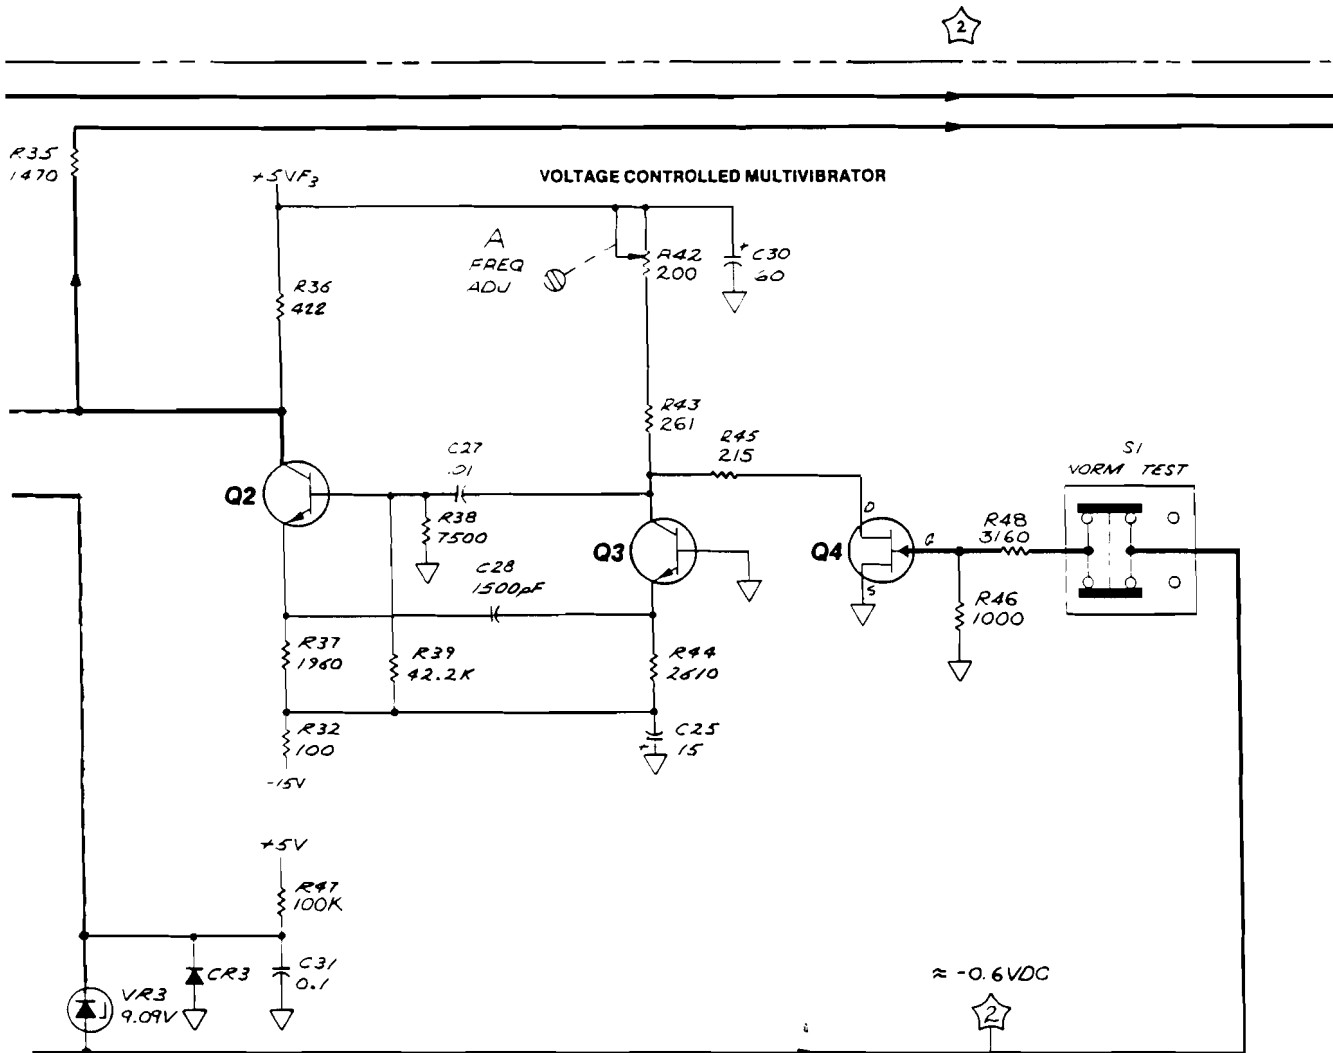 2
R35
1470
+5VF3
VOLTAGE CONTROLLED MULTIVIBRATOR
A
FREQ
ADJ
R42
200
+
C30
60
R36
422
R43
261
R45
215
C27
.01
S1
NORM TEST
Q2
R38
7500
Q3
D
Q4
G
S
R48
3160
C28
1500pF
R46
1000
R37
1960
R39
42.2K
R44
2610
R32
100
+
C25
15
-15V
+5V
R47
100K
CR3
C31
0.1
VR3
9.09V
≈ -0.6VDC
2